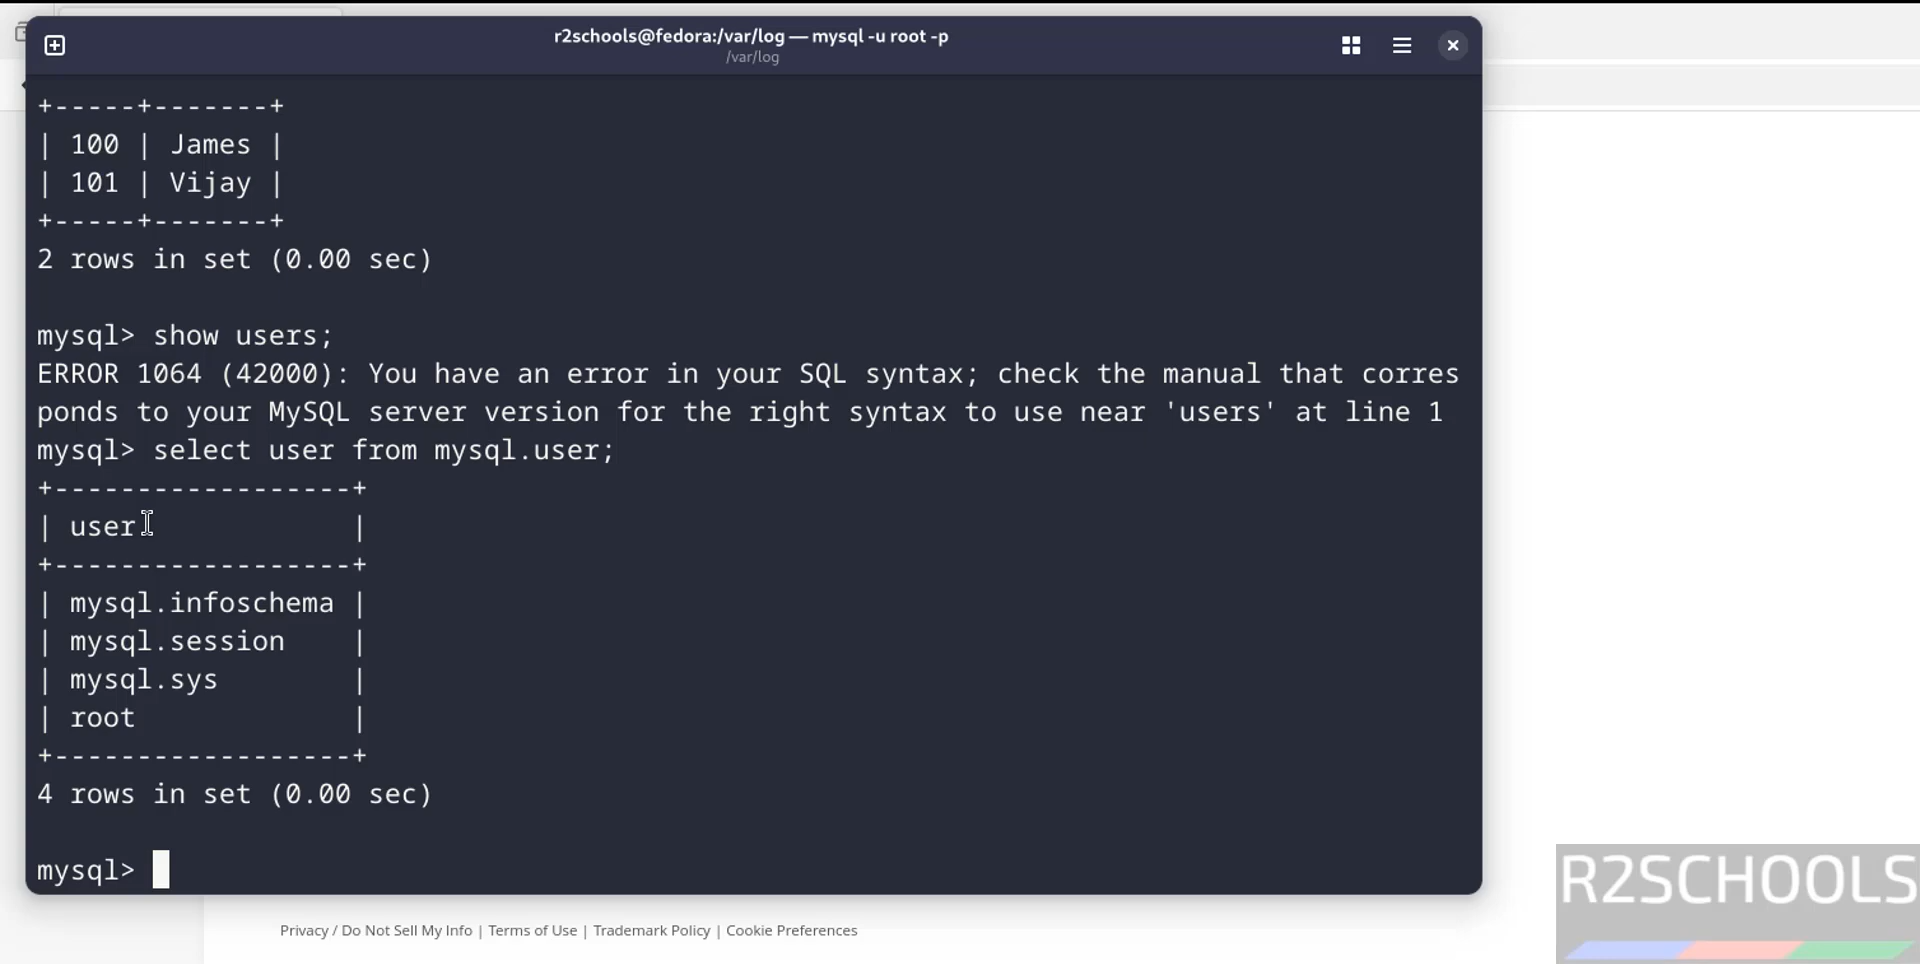 r2schools@fedora:/var/log — mysql -u root -p
/var/log
+-----+-------+
| 100 | James |
| 101 | Vijay |
+-----+-------+
2 rows in set (0.00 sec)
mysql> show users;
ERROR 1064 (42000): You have an error in your SQL syntax; check the manual that corres
ponds to your MySQL server version for the right syntax to use near 'users' at line 1
mysql> select user from mysql.user;
+------------------+
| user             |
+------------------+
| mysql.infoschema |
| mysql.session    |
| mysql.sys        |
| root             |
+------------------+
4 rows in set (0.00 sec)
mysql>
Privacy / Do Not Sell My Info | Terms of Use | Trademark Policy | Cookie Preferences
R2SCHOOLS